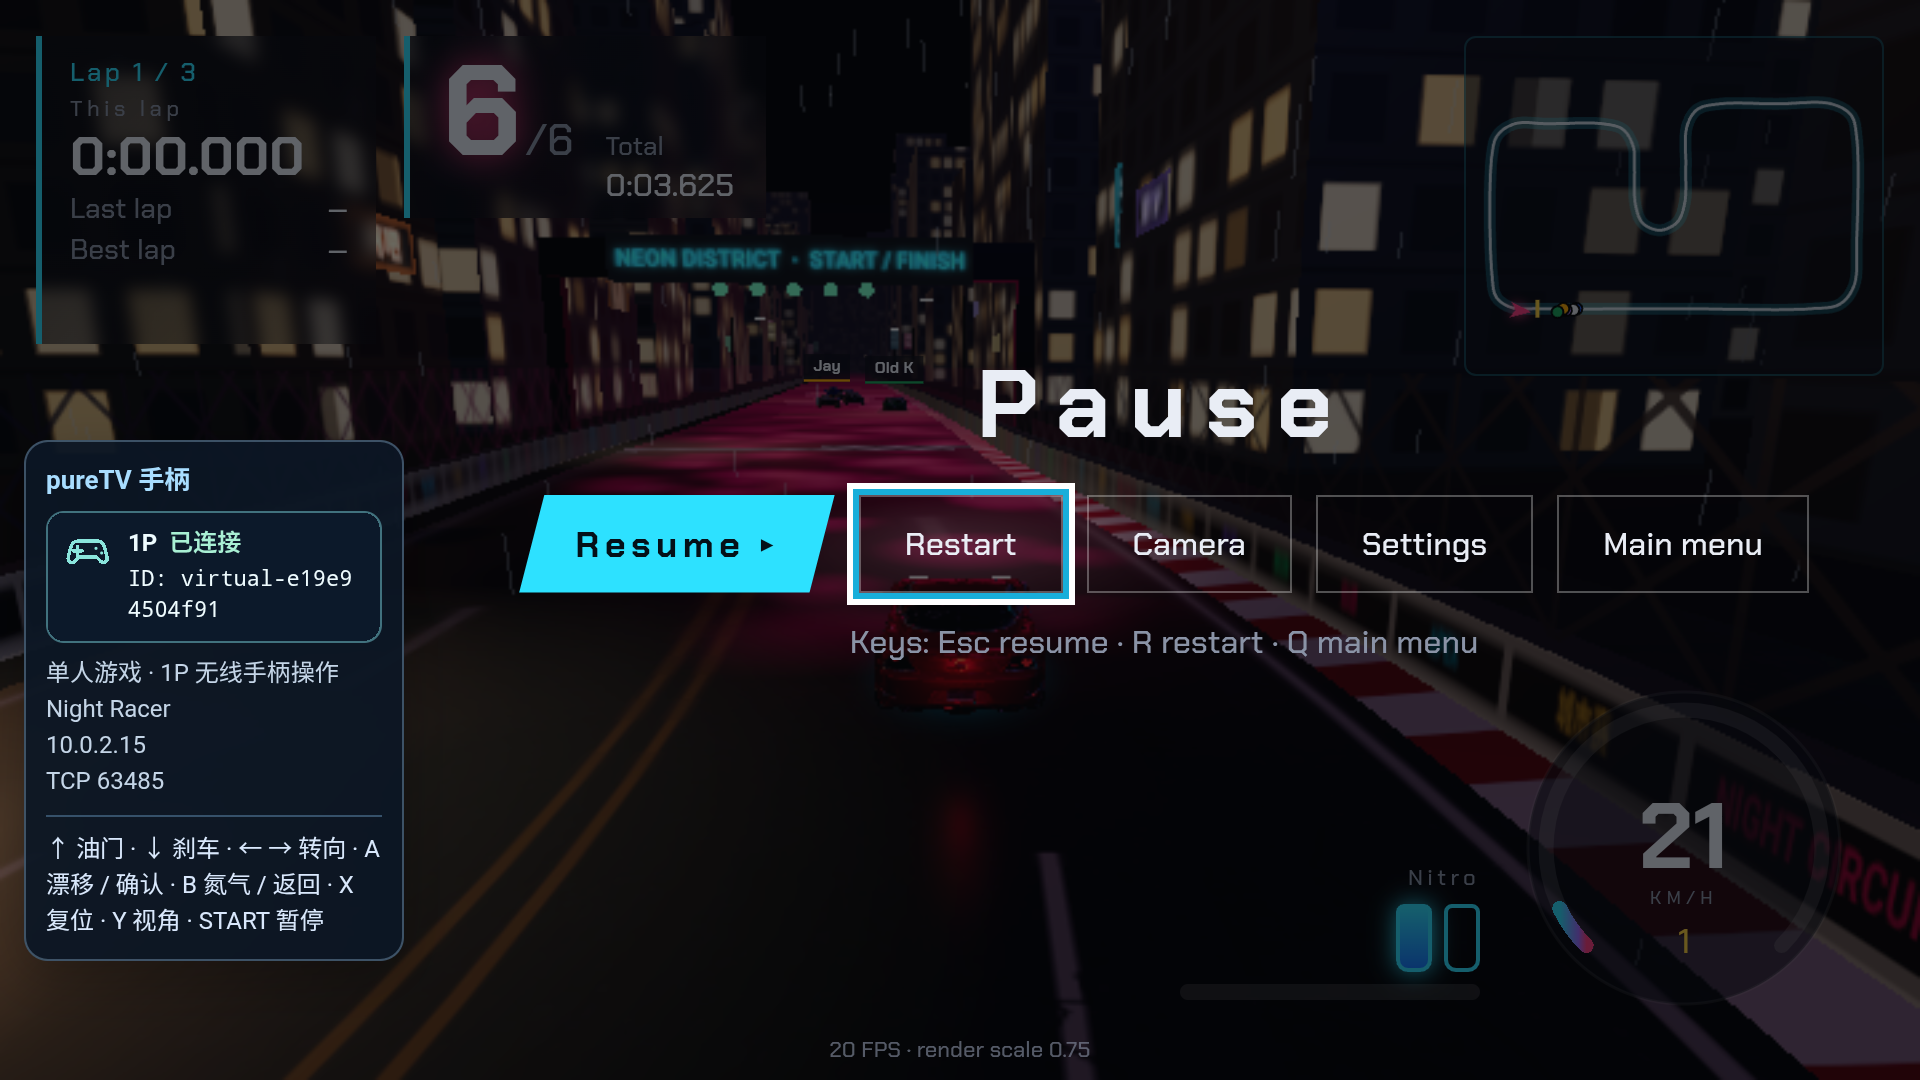 Lap 1 / 3
This lap
0:00.000
Last lap –
Best lap –
6/6
Total
0:03.625
NEON DISTRICT · START / FINISH
Jay
Old K
Pause
Resume ▸
Restart
Camera
Settings
Main menu
Keys: Esc resume · R restart · Q main menu
pureTV 手柄
1P 已连接
ID: virtual-e19e9
4504f91
单人游戏 · 1P 无线手柄操作
Night Racer
10.0.2.15
TCP 63485
↑ 油门 · ↓ 刹车 · ←→ 转向 · A
漂移 / 确认 · B 氮气 / 返回 · X
复位 · Y 视角 · START 暂停
Nitro
21
KM/H
1
NIGHT CIRCUI
20 FPS · render scale 0.75